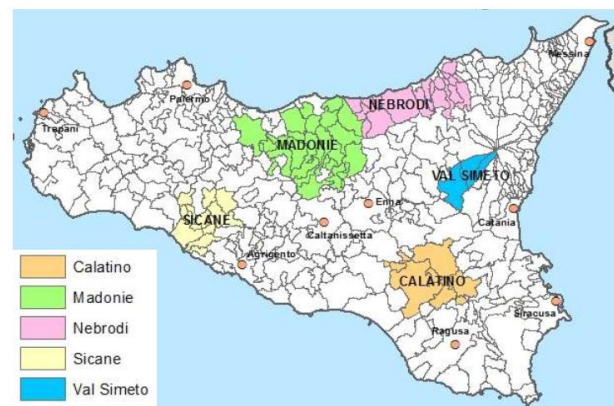 Messina
Palermo
NEBRODI
Trapani
MADONIE
VAL SIMETO
Enna
SICANE
Catania
Caltanissetta
Agrigento
CALATINO
Siracusa
Ragusa
Calatino
Madonie
Nebrodi
Sicane
Val Simeto